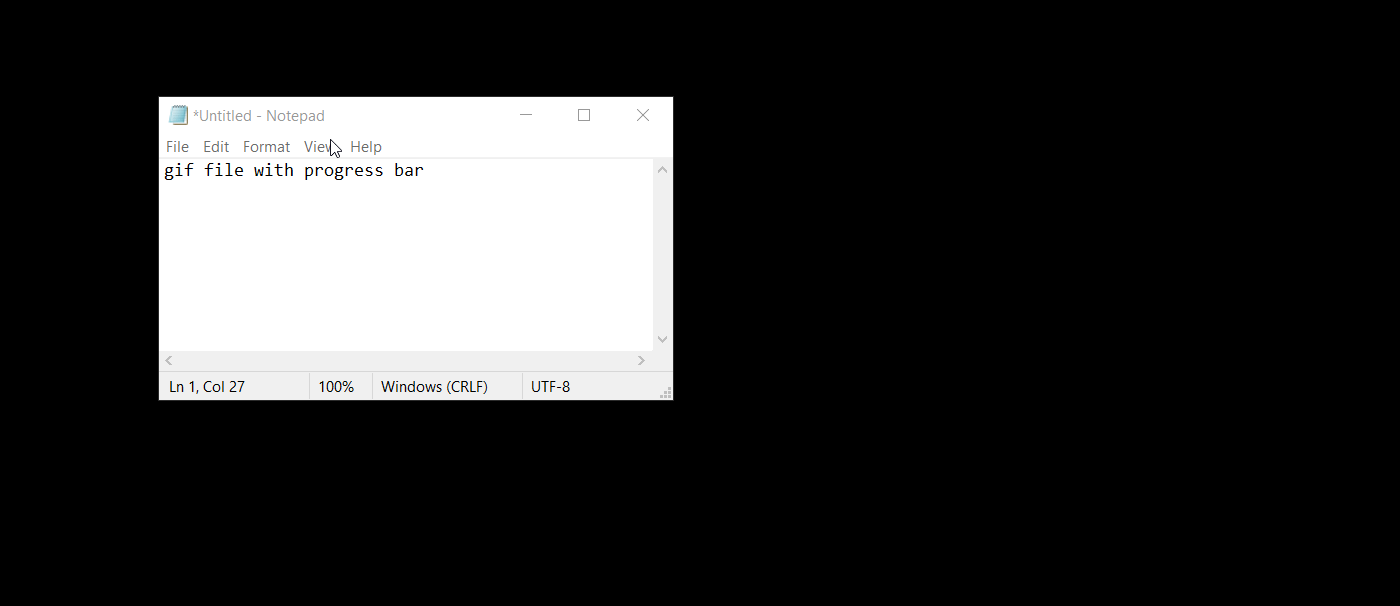 *Untitled - Notepad
File Edit Format View Help
gif file with progress bar
Ln 1, Col 27 100% Windows (CRLF) UTF-8